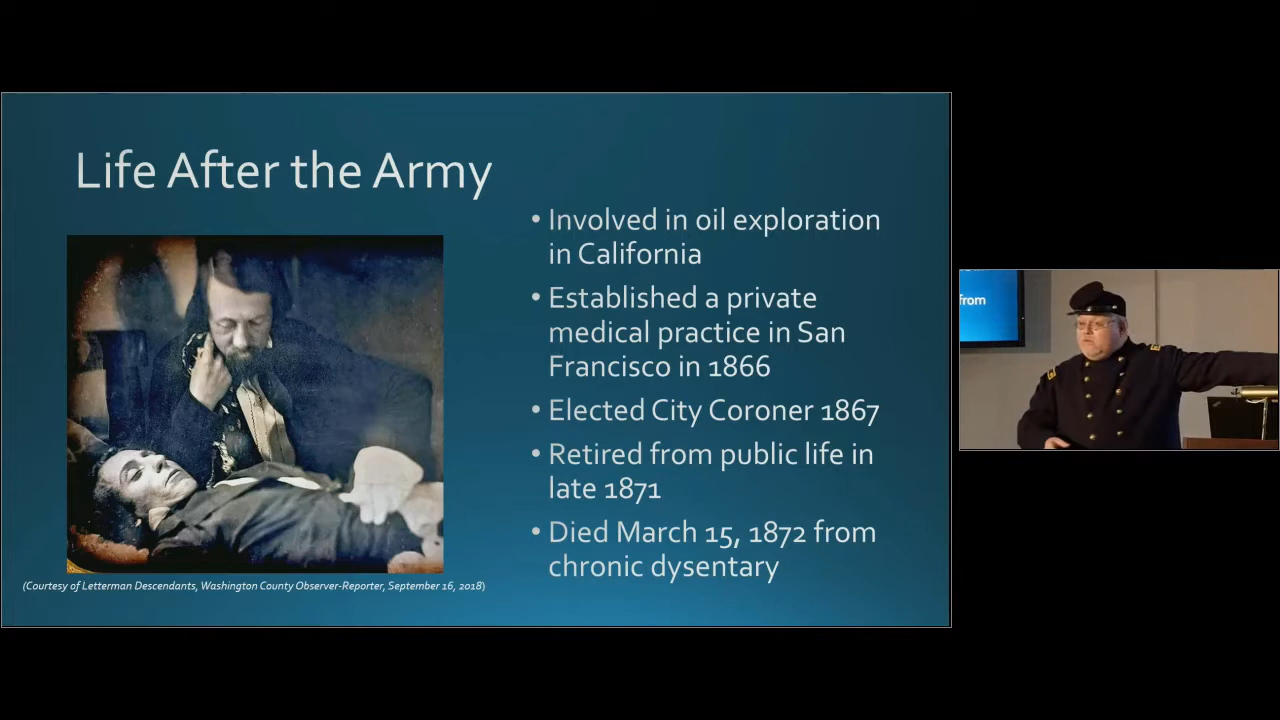 Life After the Army
• Involved in oil exploration
in California
• Established a private
medical practice in San
Francisco in 1866
• Elected City Coroner 1867
• Retired from public life in
late 1871
• Died March 15, 1872 from
chronic dysentary
(Courtesy of Letterman Descendants, Washington County Observer-Reporter, September 16, 2018)
from